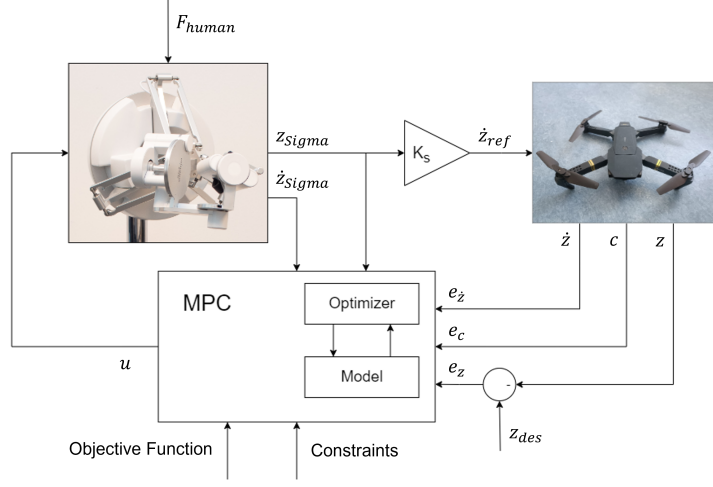 F_human
z_Sigma
ż_Sigma
K_s
ż_ref
ż
c
z
MPC
Optimizer
Model
e_ż
e_c
e_z
-
z_des
u
Objective Function
Constraints